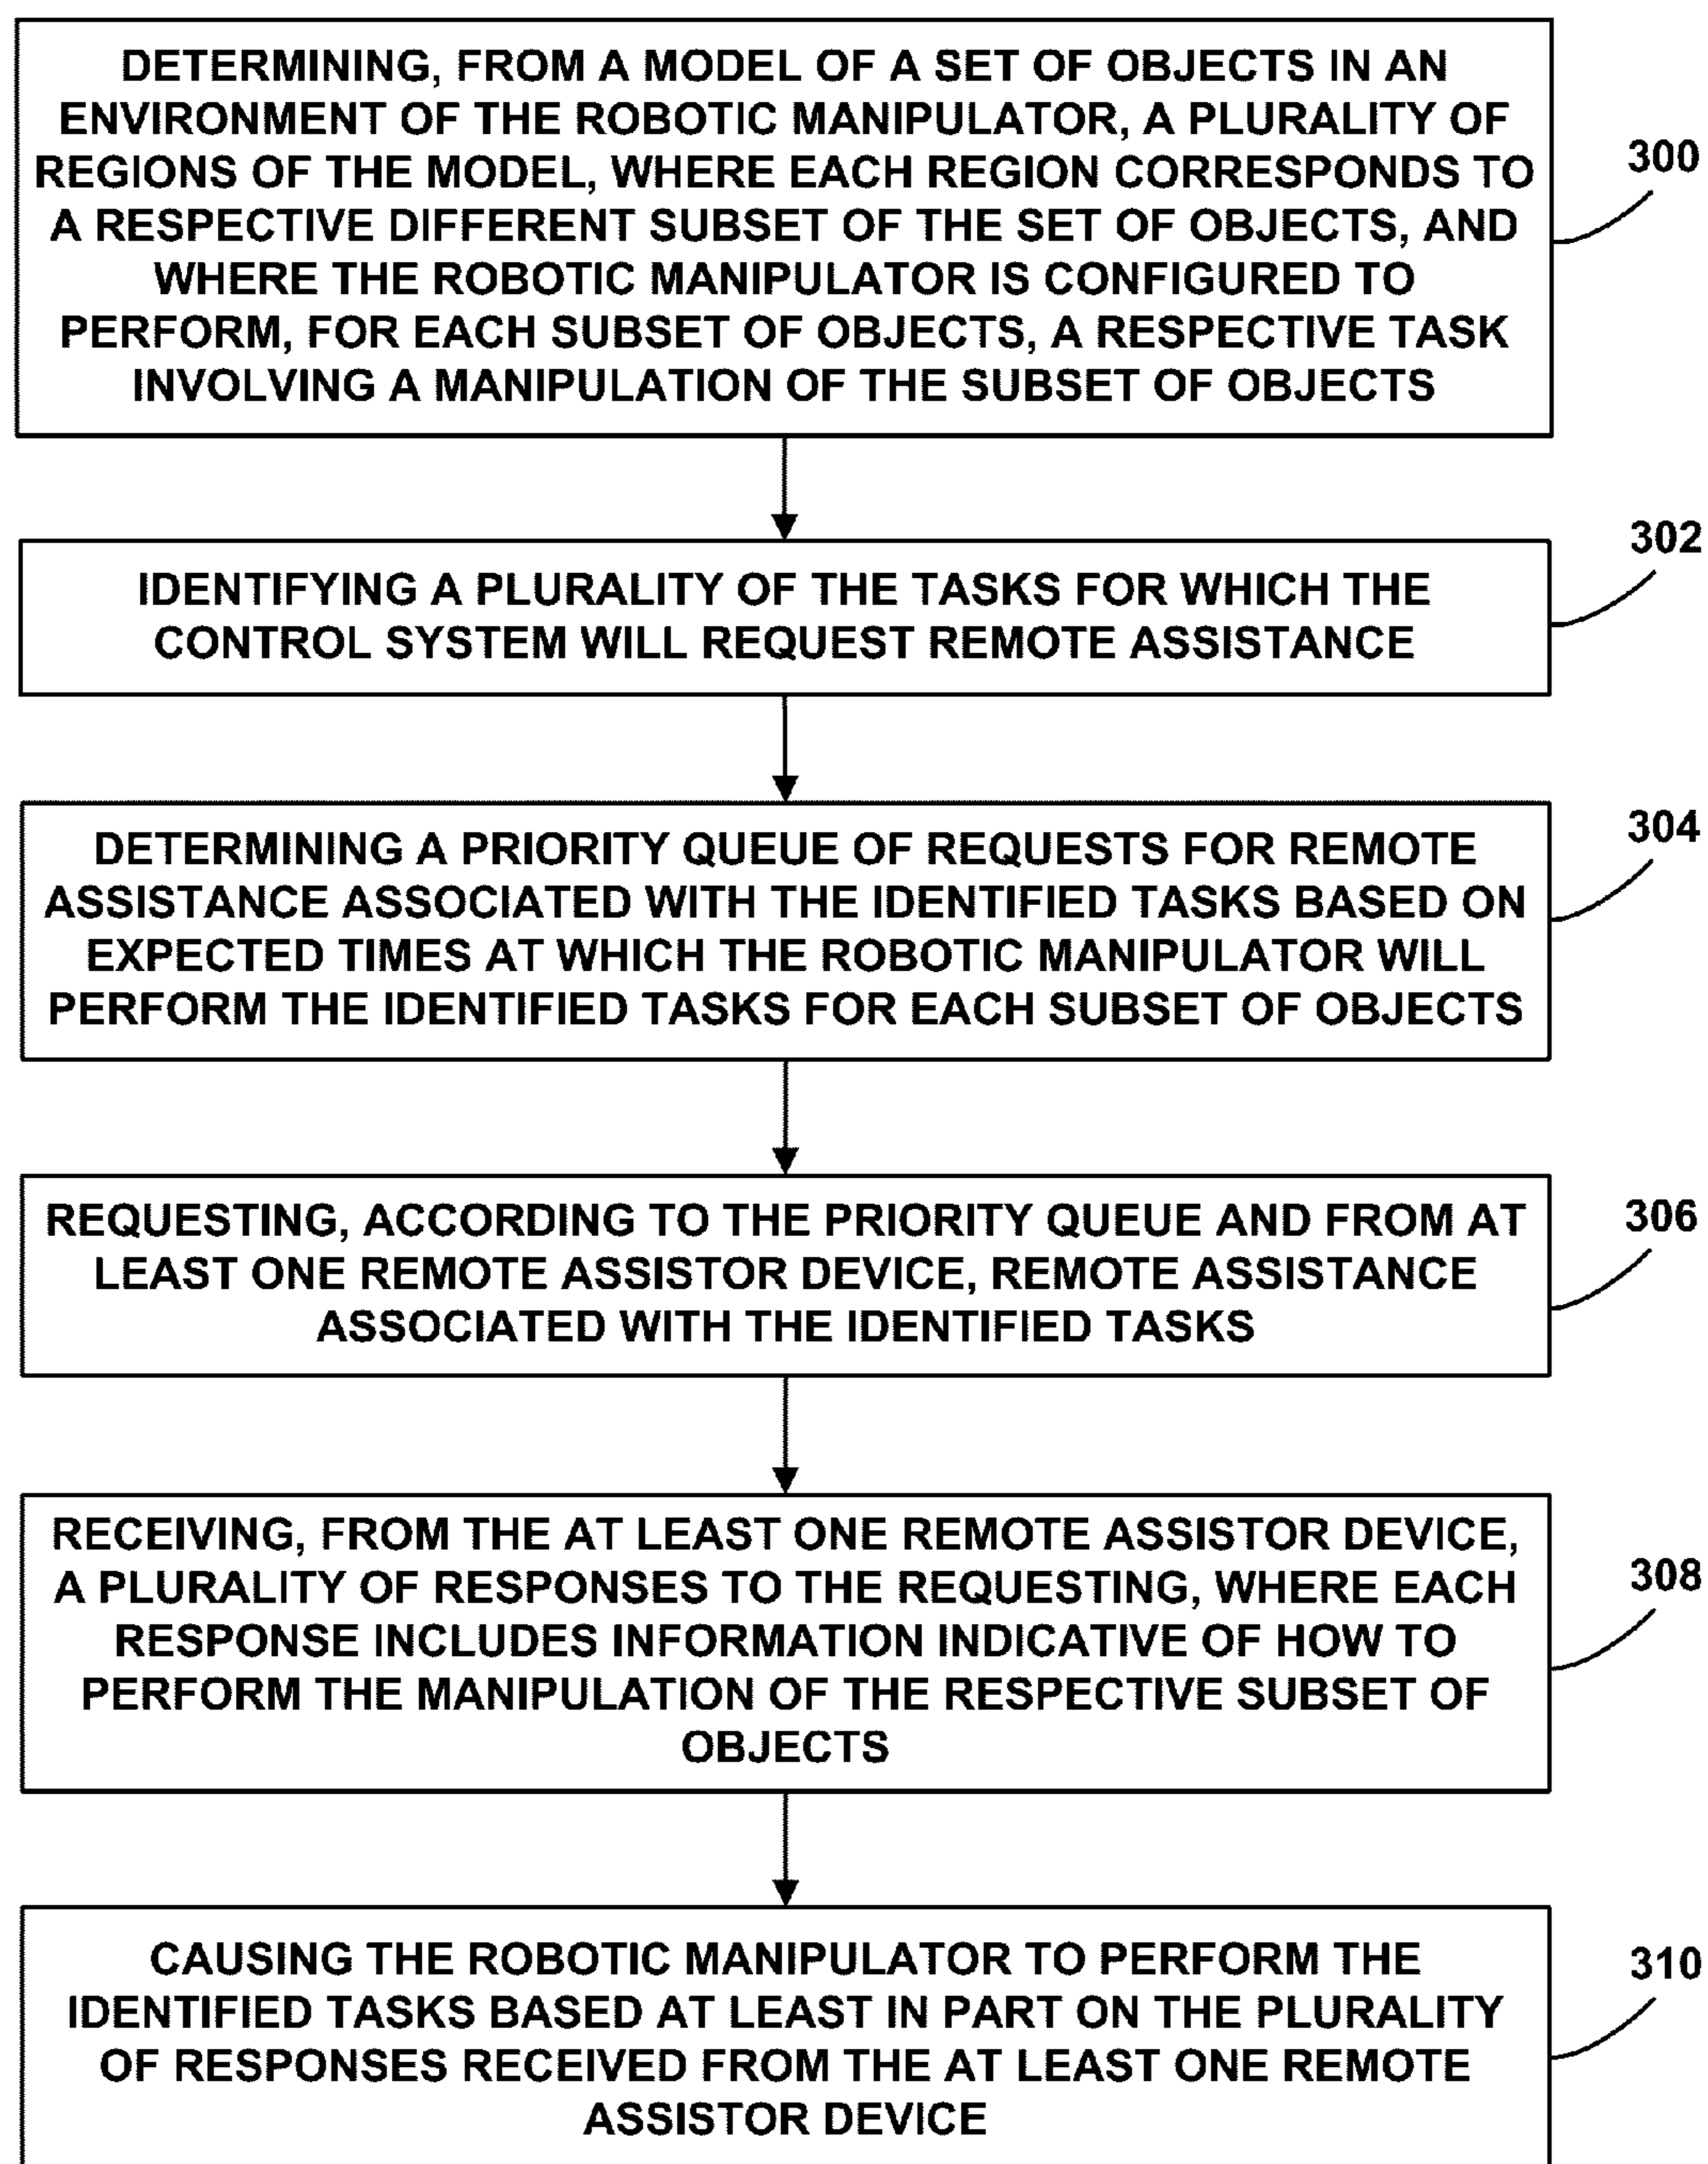 DETERMINING, FROM A MODEL OF A SET OF OBJECTS IN AN
ENVIRONMENT OF THE ROBOTIC MANIPULATOR, A PLURALITY OF
REGIONS OF THE MODEL, WHERE EACH REGION CORRESPONDS TO
A RESPECTIVE DIFFERENT SUBSET OF THE SET OF OBJECTS, AND
WHERE THE ROBOTIC MANIPULATOR IS CONFIGURED TO
PERFORM, FOR EACH SUBSET OF OBJECTS, A RESPECTIVE TASK
INVOLVING A MANIPULATION OF THE SUBSET OF OBJECTS
300
IDENTIFYING A PLURALITY OF THE TASKS FOR WHICH THE
CONTROL SYSTEM WILL REQUEST REMOTE ASSISTANCE
302
DETERMINING A PRIORITY QUEUE OF REQUESTS FOR REMOTE
ASSISTANCE ASSOCIATED WITH THE IDENTIFIED TASKS BASED ON
EXPECTED TIMES AT WHICH THE ROBOTIC MANIPULATOR WILL
PERFORM THE IDENTIFIED TASKS FOR EACH SUBSET OF OBJECTS
304
REQUESTING, ACCORDING TO THE PRIORITY QUEUE AND FROM AT
LEAST ONE REMOTE ASSISTOR DEVICE, REMOTE ASSISTANCE
ASSOCIATED WITH THE IDENTIFIED TASKS
306
RECEIVING, FROM THE AT LEAST ONE REMOTE ASSISTOR DEVICE,
A PLURALITY OF RESPONSES TO THE REQUESTING, WHERE EACH
RESPONSE INCLUDES INFORMATION INDICATIVE OF HOW TO
PERFORM THE MANIPULATION OF THE RESPECTIVE SUBSET OF
OBJECTS
308
CAUSING THE ROBOTIC MANIPULATOR TO PERFORM THE
IDENTIFIED TASKS BASED AT LEAST IN PART ON THE PLURALITY
OF RESPONSES RECEIVED FROM THE AT LEAST ONE REMOTE
ASSISTOR DEVICE
310